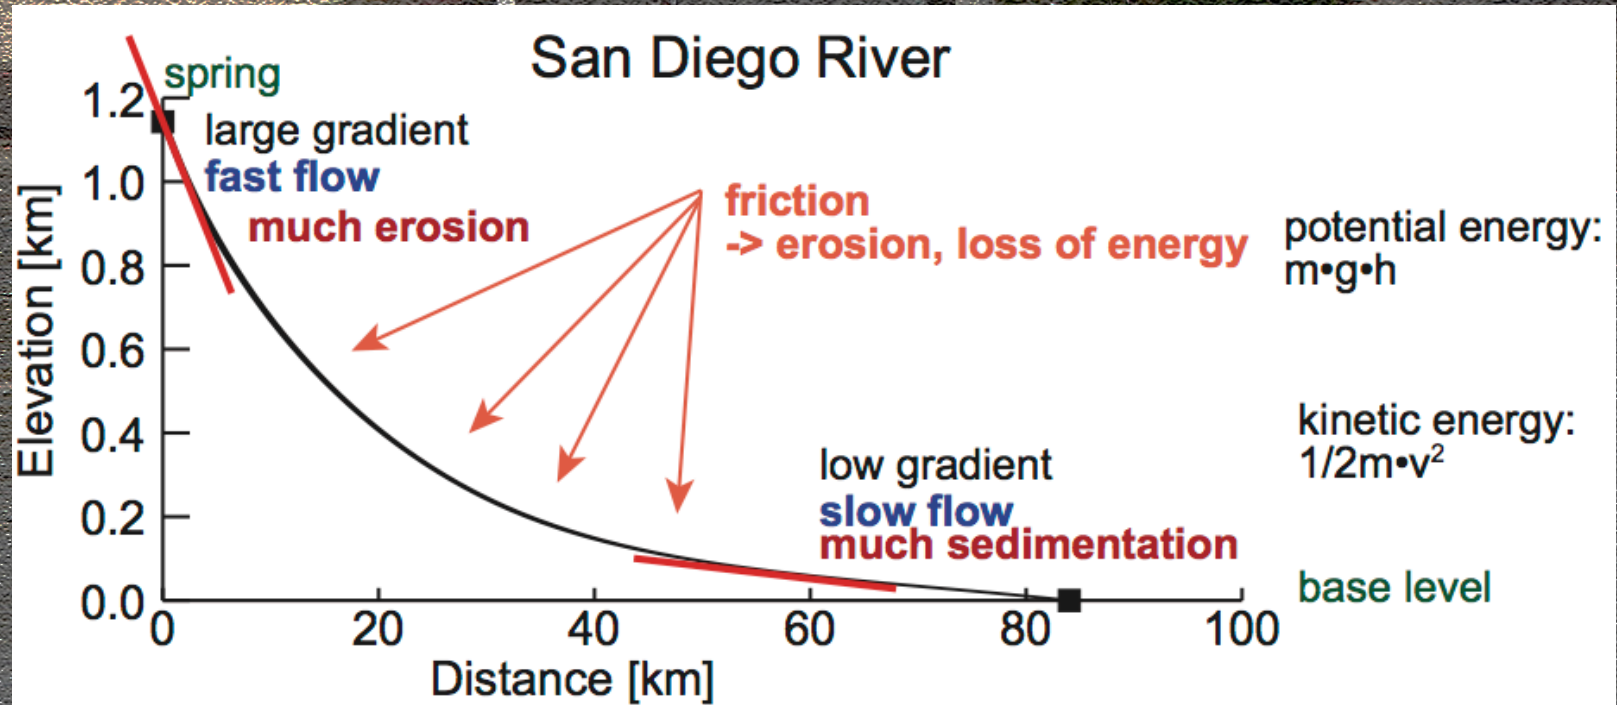 San Diego River
spring
large gradient
fast flow
much erosion
friction
-> erosion, loss of energy
potential energy:
m•g•h
kinetic energy:
1/2m•v²
low gradient
slow flow
much sedimentation
base level
Elevation [km]
1.2
1.0
0.8
0.6
0.4
0.2
0.0
0 20 40 60 80 100
Distance [km]